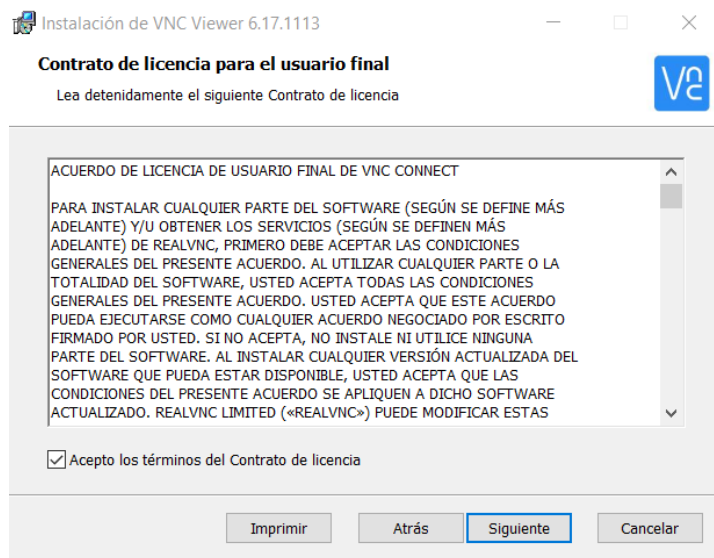 Instalación de VNC Viewer 6.17.1113
Contrato de licencia para el usuario final
Lea detenidamente el siguiente Contrato de licencia
ACUERDO DE LICENCIA DE USUARIO FINAL DE VNC CONNECT
PARA INSTALAR CUALQUIER PARTE DEL SOFTWARE (SEGÚN SE DEFINE MÁS
ADELANTE) Y/U OBTENER LOS SERVICIOS (SEGÚN SE DEFINEN MÁS
ADELANTE) DE REALVNC, PRIMERO DEBE ACEPTAR LAS CONDICIONES
GENERALES DEL PRESENTE ACUERDO. AL UTILIZAR CUALQUIER PARTE O LA
TOTALIDAD DEL SOFTWARE, USTED ACEPTA TODAS LAS CONDICIONES
GENERALES DEL PRESENTE ACUERDO. USTED ACEPTA QUE ESTE ACUERDO
PUEDA EJECUTARSE COMO CUALQUIER ACUERDO NEGOCIADO POR ESCRITO
FIRMADO POR USTED. SI NO ACEPTA, NO INSTALE NI UTILICE NINGUNA
PARTE DEL SOFTWARE. AL INSTALAR CUALQUIER VERSIÓN ACTUALIZADA DEL
SOFTWARE QUE PUEDA ESTAR DISPONIBLE, USTED ACEPTA QUE LAS
CONDICIONES DEL PRESENTE ACUERDO SE APLIQUEN A DICHO SOFTWARE
ACTUALIZADO. REALVNC LIMITED («REALVNC») PUEDE MODIFICAR ESTAS
Acepto los términos del Contrato de licencia
Imprimir Atrás Siguiente Cancelar